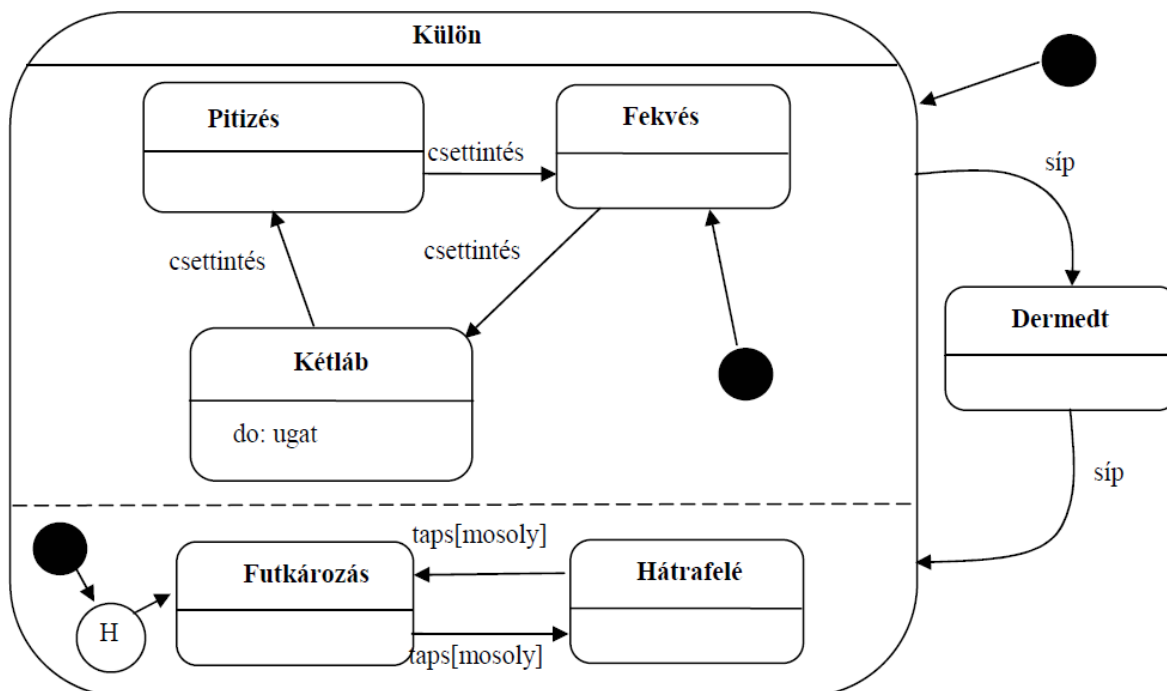 Külön
Pitizés
Fekvés
csettintés
síp
csettintés
csettintés
Dermedt
Kétláb
do: ugat
síp
taps[mosoly]
Futkározás
Hátrafelé
H
taps[mosoly]